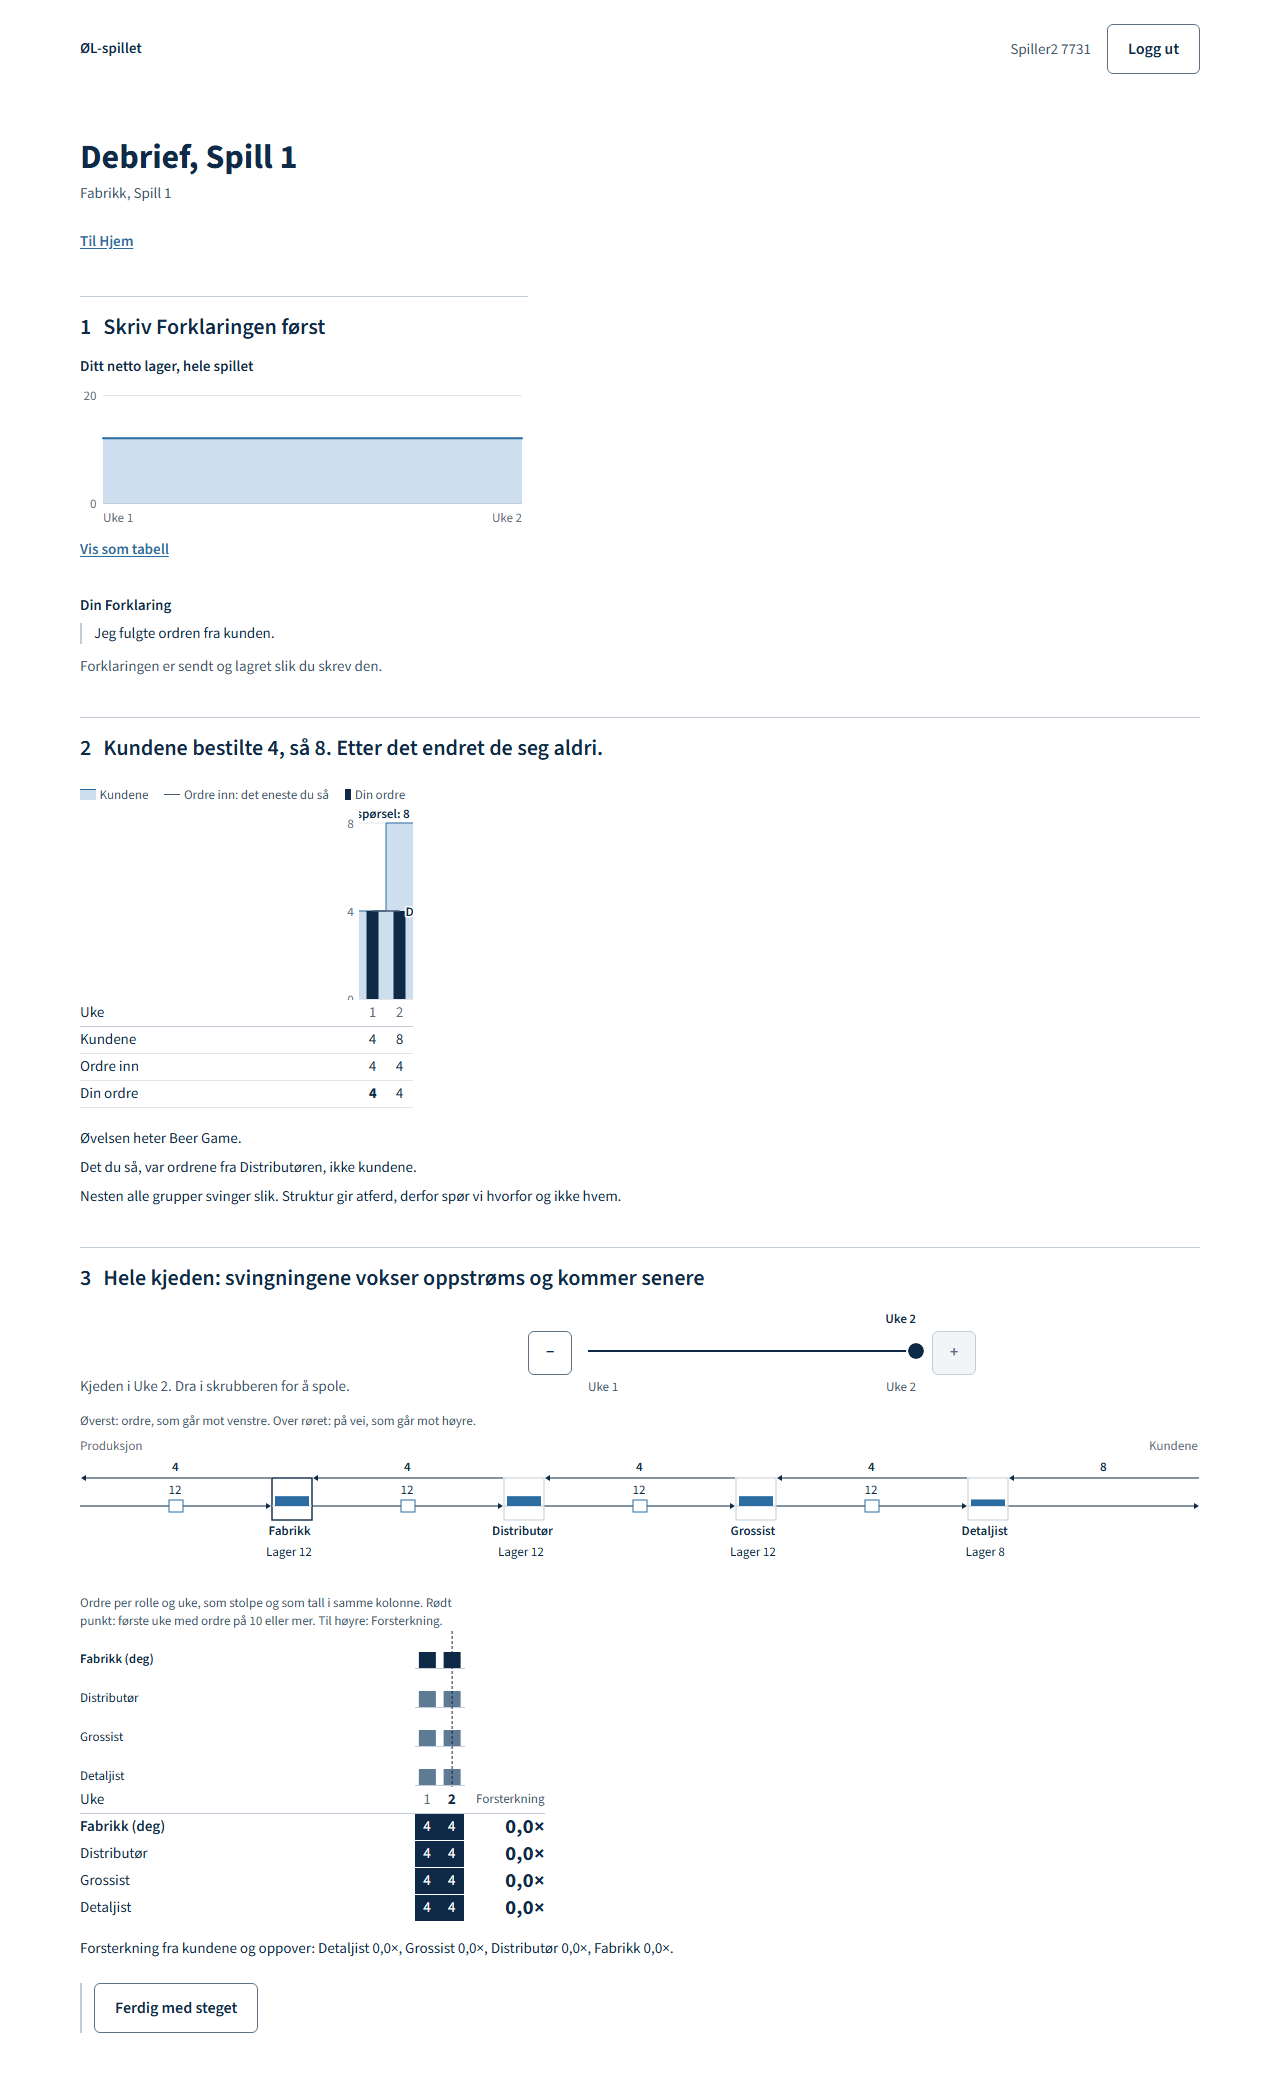 ØL-spillet
Spiller2 7731
Logg ut
Debrief, Spill 1
Fabrikk, Spill 1
Til Hjem
1 Skriv Forklaringen først
Ditt netto lager, hele spillet
20
0
Uke 1 Uke 2
Vis som tabell
Din Forklaring
Jeg fulgte ordren fra kunden.
Forklaringen er sendt og lagret slik du skrev den.
2 Kundene bestilte 4, så 8. Etter det endret de seg aldri.
Kundene Ordre inn: det eneste du så Din ordre
spørsel: 8
8
4
D
0
Uke 1 2
Kundene 4 8
Ordre inn 4 4
Din ordre 4 4
Øvelsen heter Beer Game.
Det du så, var ordrene fra Distributøren, ikke kundene.
Nesten alle grupper svinger slik. Struktur gir atferd, derfor spør vi hvorfor og ikke hvem.
3 Hele kjeden: svingningene vokser oppstrøms og kommer senere
Uke 2
− +
Kjeden i Uke 2. Dra i skrubberen for å spole.
Uke 1 Uke 2
Øverst: ordre, som går mot venstre. Over røret: på vei, som går mot høyre.
Produksjon Kundene
4 4 4 4 8
12 12 12 12
Fabrikk Distributør Grossist Detaljist
Lager 12 Lager 12 Lager 12 Lager 8
Ordre per rolle og uke, som stolpe og som tall i samme kolonne. Rødt
punkt: første uke med ordre på 10 eller mer. Til høyre: Forsterkning.
Fabrikk (deg)
Distributør
Grossist
Detaljist
Uke 1 2 Forsterkning
Fabrikk (deg) 4 4 0,0×
Distributør 4 4 0,0×
Grossist 4 4 0,0×
Detaljist 4 4 0,0×
Forsterkning fra kundene og oppover: Detaljist 0,0×, Grossist 0,0×, Distributør 0,0×, Fabrikk 0,0×.
Ferdig med steget